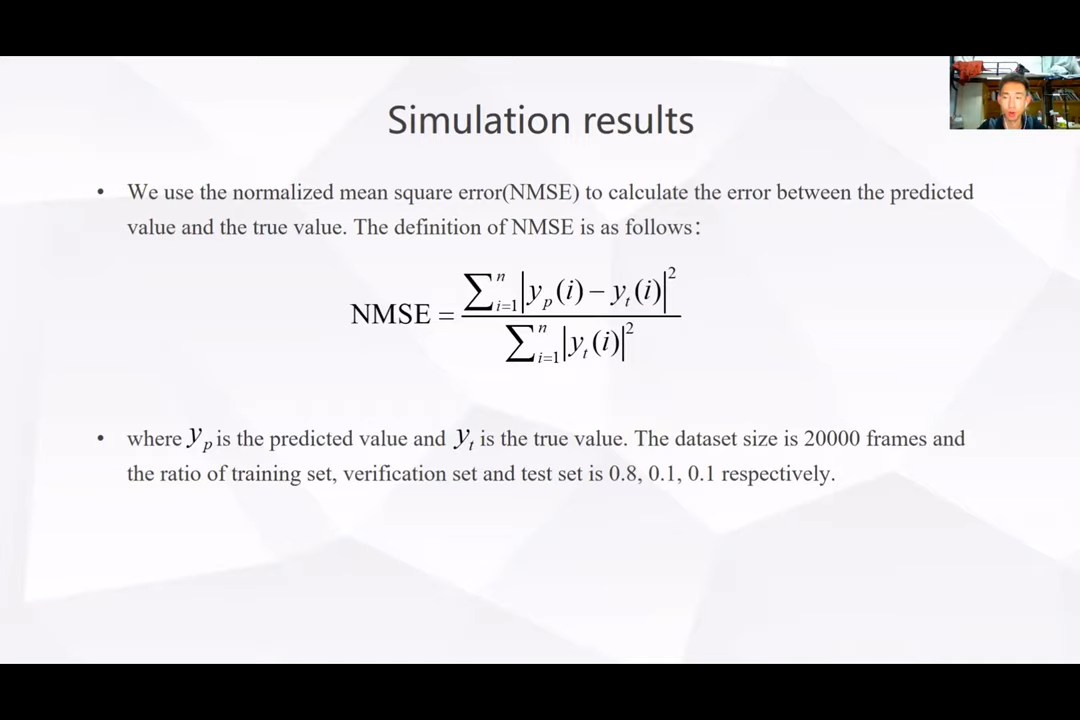 Simulation results
• We use the normalized mean square error(NMSE) to calculate the error between the predicted
value and the true value. The definition of NMSE is as follows：
NMSE = \frac{\sum_{i=1}^{n} |y_p(i) - y_t(i)|^2}{\sum_{i=1}^{n} |y_t(i)|^2}
• where y_p is the predicted value and y_t is the true value. The dataset size is 20000 frames and
the ratio of training set, verification set and test set is 0.8, 0.1, 0.1 respectively.